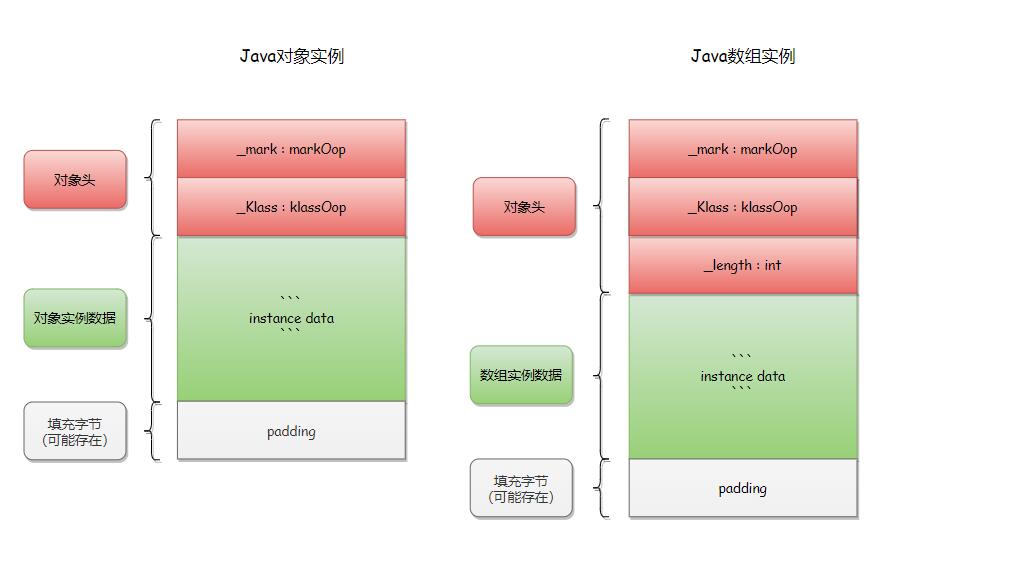 Java对象实例
对象头
_mark : markOop
_Klass : klassOop
对象实例数据
```
instance data
```
填充字节
(可能存在)
padding
Java数组实例
对象头
_mark : markOop
_Klass : klassOop
_length : int
数组实例数据
```
instance data
```
填充字节
(可能存在)
padding